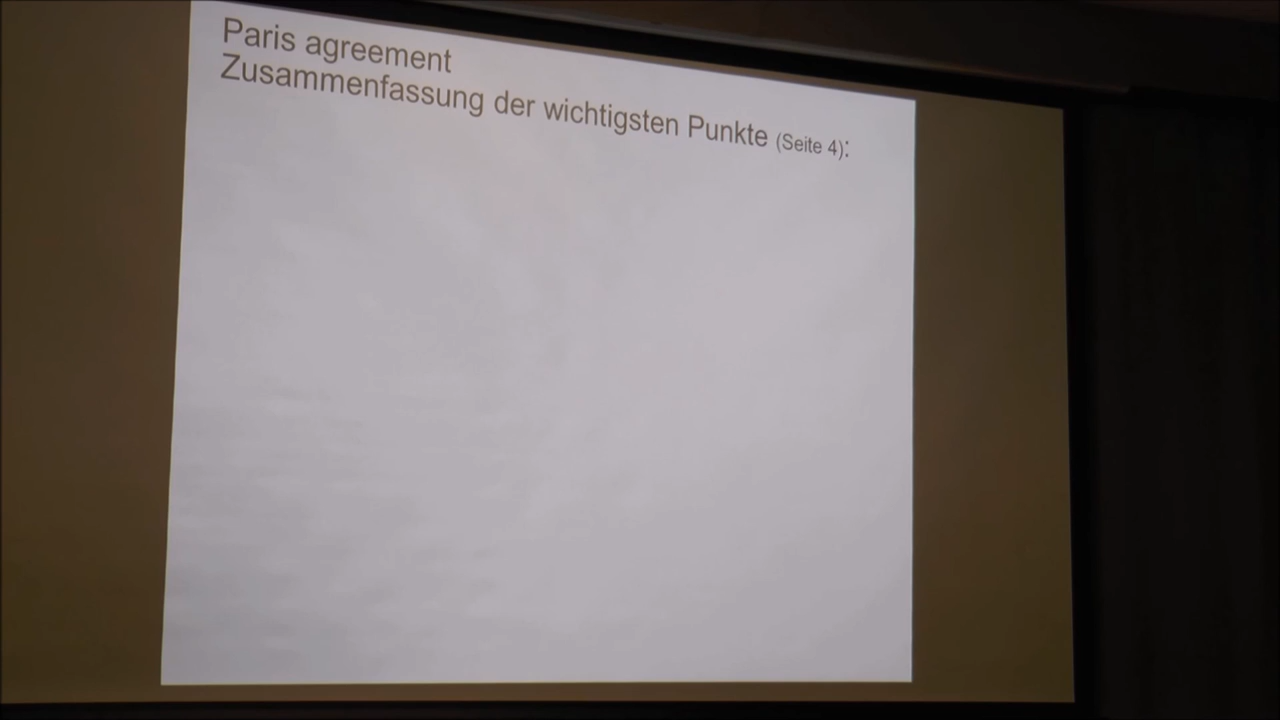 Paris agreement
Zusammenfassung der wichtigsten Punkte (Seite 4):